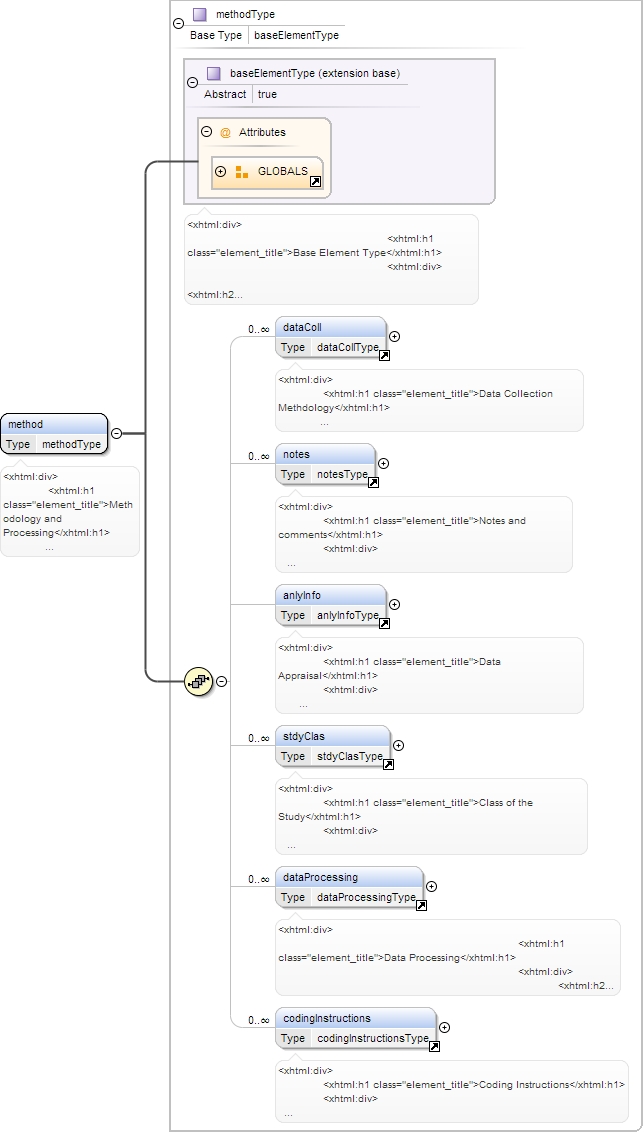 methodType
Base Type baseElementType
baseElementType (extension base)
Abstract true
@ Attributes
GLOBALS
<xhtml:div>
<xhtml:h1
class="element_title">Base Element Type</xhtml:h1>
<xhtml:div>
<xhtml:h2...
method
Type methodType
<xhtml:div>
<xhtml:h1
class="element_title">Meth
odology and
Processing</xhtml:h1>
...
0..∞
dataColl
Type dataCollType
<xhtml:div>
<xhtml:h1 class="element_title">Data Collection
Methdology</xhtml:h1>
...
0..∞
notes
Type notesType
<xhtml:div>
<xhtml:h1 class="element_title">Notes and
comments</xhtml:h1>
<xhtml:div>
...
anlyInfo
Type anlyInfoType
<xhtml:div>
<xhtml:h1 class="element_title">Data
Appraisal</xhtml:h1>
<xhtml:div>
...
0..∞
stdyClas
Type stdyClasType
<xhtml:div>
<xhtml:h1 class="element_title">Class of the
Study</xhtml:h1>
<xhtml:div>
...
0..∞
dataProcessing
Type dataProcessingType
<xhtml:div>
<xhtml:h1
class="element_title">Data Processing</xhtml:h1>
<xhtml:div>
<xhtml:h2...
0..∞
codingInstructions
Type codingInstructionsType
<xhtml:div>
<xhtml:h1 class="element_title">Coding Instructions</xhtml:h1>
<xhtml:div>
...